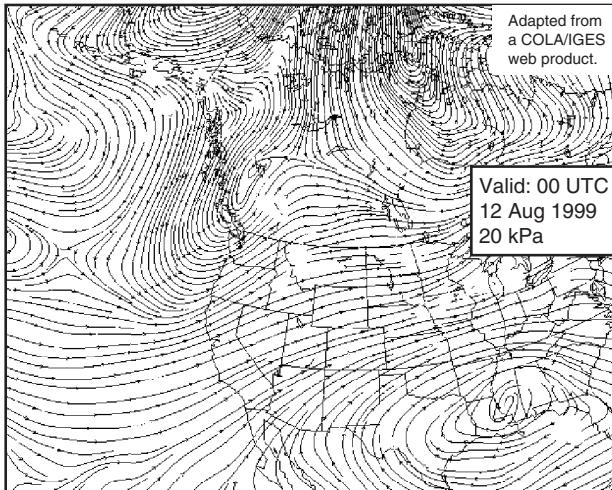 Adapted from
a COLA/IGES
web product.
Valid: 00 UTC
12 Aug 1999
20 kPa